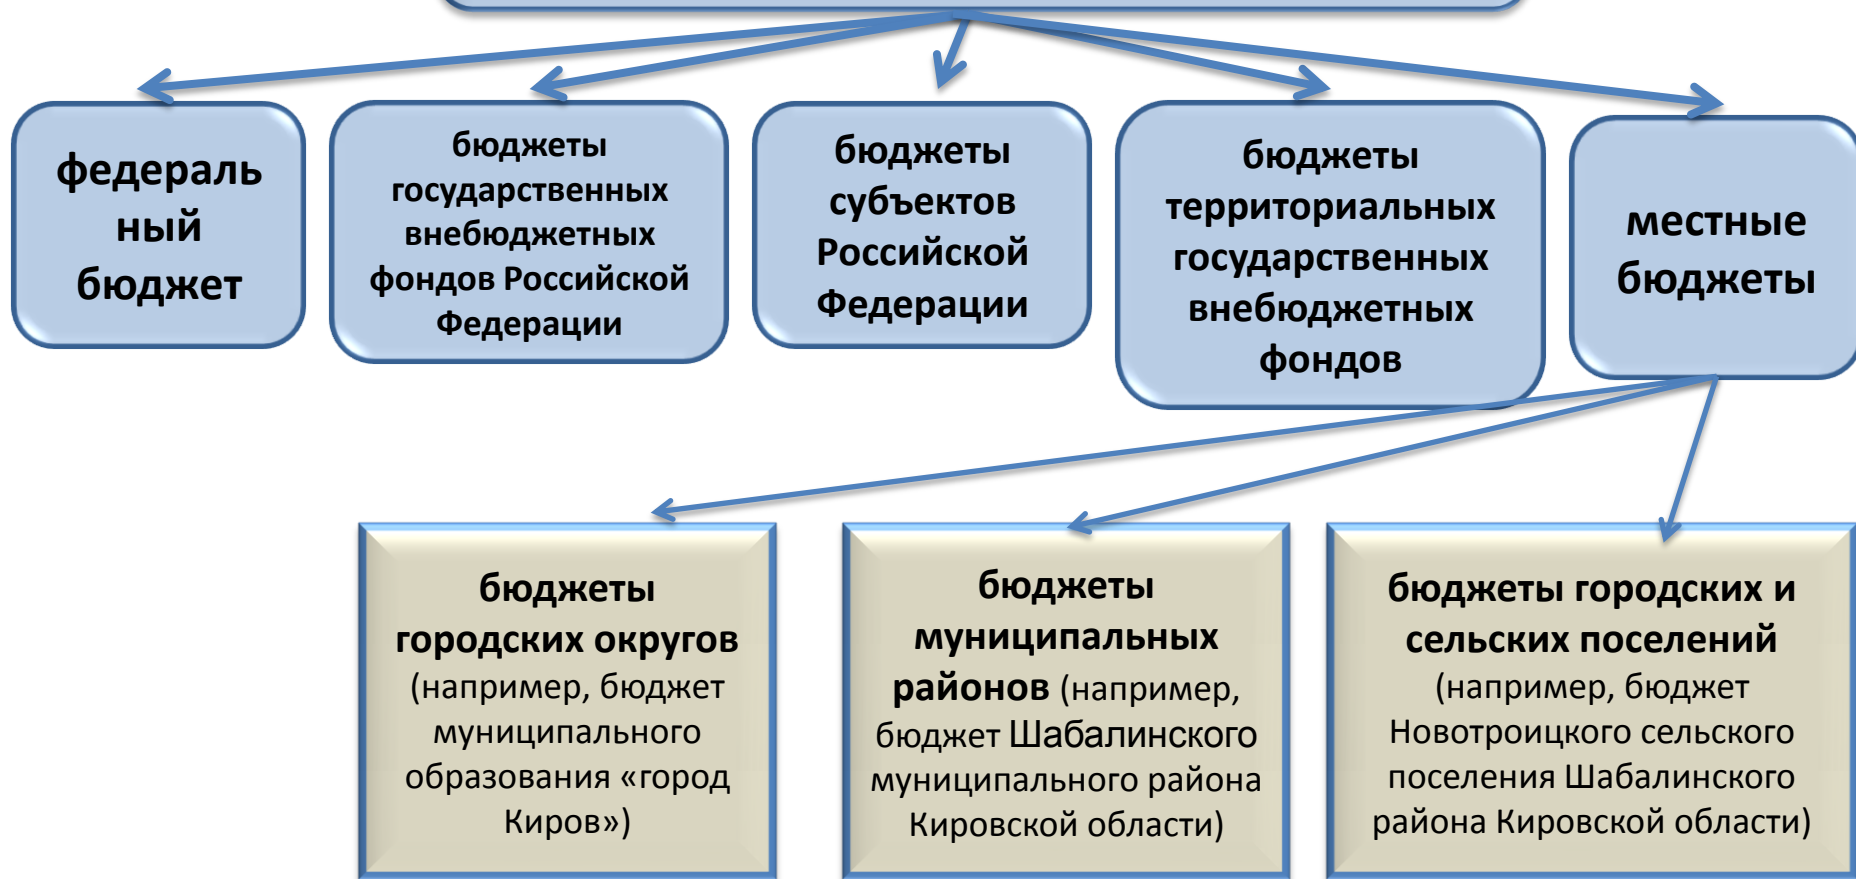 федераль
ный
бюджет
бюджеты
государственных
внебюджетных
фондов Российской
Федерации
бюджеты
субъектов
Российской
Федерации
бюджеты
территориальных
государственных
внебюджетных
фондов
местные
бюджеты
бюджеты
городских округов
(например, бюджет
муниципального
образования «город
Киров»)
бюджеты
муниципальных
районов (например,
бюджет Шабалинского
муниципального района
Кировской области)
бюджеты городских и
сельских поселений
(например, бюджет
Новотроицкого сельского
поселения Шабалинского
района Кировской области)